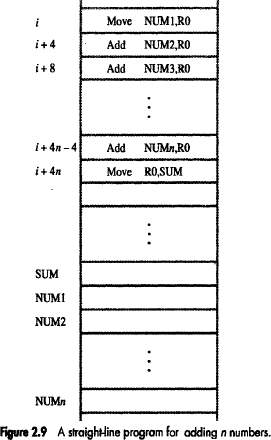 i Move NUM1,R0
i + 4 Add NUM2,R0
i + 8 Add NUM3,R0
i + 4n − 4 Add NUMn,R0
i + 4n Move R0,SUM
SUM
NUM1
NUM2
NUMn
Figure 2.9 A straight-line program for adding n numbers.